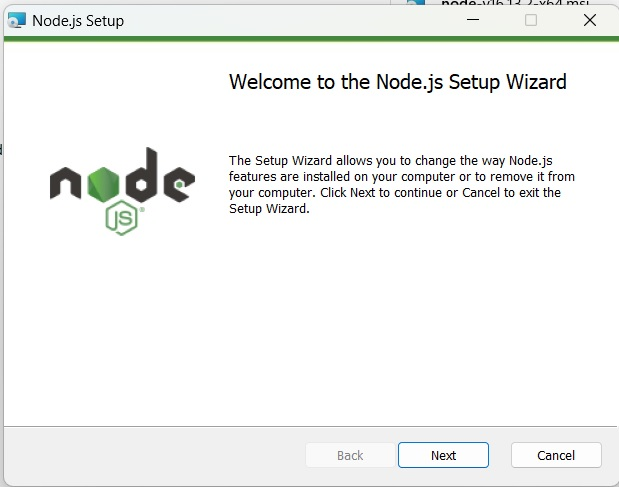 node-v16.13.2-x64.msi
Node.js Setup
Welcome to the Node.js Setup Wizard
node
JS®
The Setup Wizard allows you to change the way Node.js
features are installed on your computer or to remove it from
your computer. Click Next to continue or Cancel to exit the
Setup Wizard.
Back
Next
Cancel